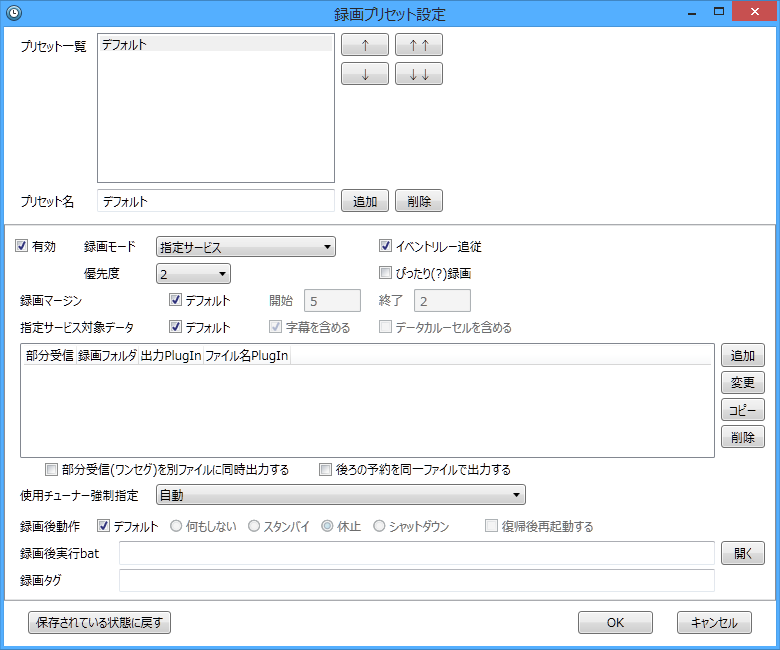 録画プリセット設定
プリセット一覧 デフォルト ↑ ↑↑
↓ ↓↓
プリセット名 デフォルト 追加 削除
有効 録画モード 指定サービス イベントリレー追従
優先度 2 ぴったり(?)録画
録画マージン デフォルト 開始 5 終了 2
指定サービス対象データ デフォルト 字幕を含める データカルーセルを含める
部分受信 録画フォルダ 出力PlugIn ファイル名PlugIn 追加
変更
コピー
削除
部分受信(ワンセグ)を別ファイルに同時出力する 後ろの予約を同一ファイルで出力する
使用チューナー強制指定 自動
録画後動作 デフォルト 何もしない スタンバイ 休止 シャットダウン 復帰後再起動する
録画後実行bat 開く
録画タグ
保存されている状態に戻す OK キャンセル